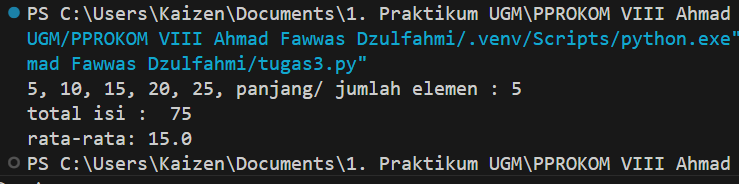 PS C:\Users\Kaizen\Documents\1. Praktikum UGM\PPROKOM VIII Ahmad
UGM/PPROKOM VIII Ahmad Fawwas Dzulfahmi/.venv/Scripts/python.exe"
mad Fawwas Dzulfahmi/tugas3.py"
5, 10, 15, 20, 25, panjang/ jumlah elemen : 5
total isi :  75
rata-rata: 15.0
PS C:\Users\Kaizen\Documents\1. Praktikum UGM\PPROKOM VIII Ahmad